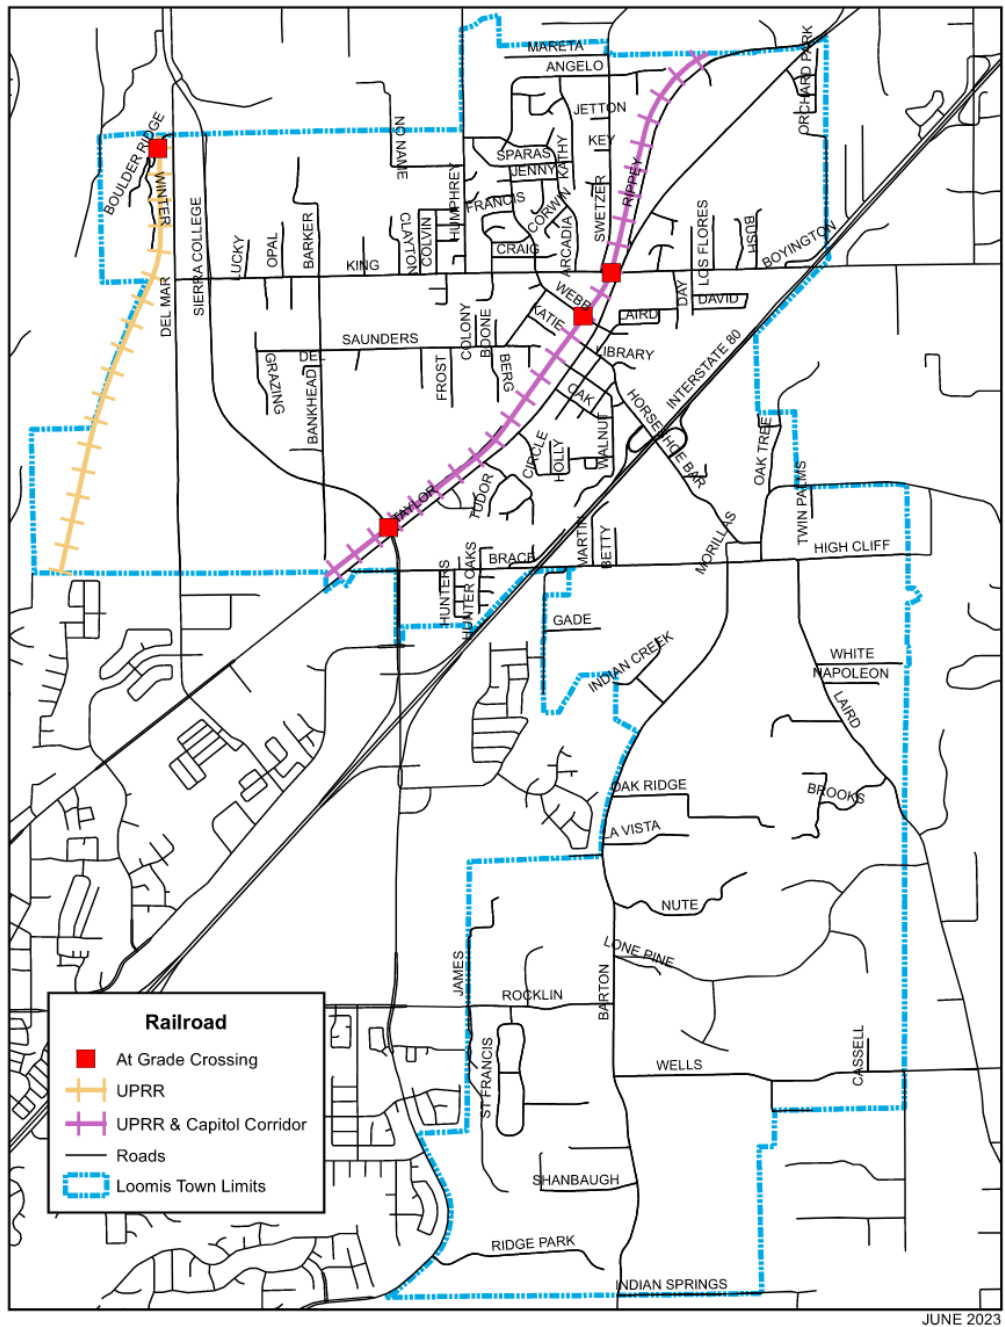 MARETA
ANGELO
ORCHARD PARK
JETTON
NO NAME
KEY
BOULDER RIDGE
SPARAS
KATHY
JENNY
RIPPEY
WINTER
FRANCIS
CORWIN
SWETZER
HUMPHREY
SIERRA COLLEGE
BARKER
CLAYTON
COLVIN
ARCADIA
LOS FLORES
BUSH
BOYINGTON
LUCKY
OPAL
CRAIG
KING
DEL MAR
WEBB
DAY
DAVID
KATIE
LAIRD
COLONY
BOONE
SAUNDERS
LIBRARY
INTERSTATE 80
DEL
GRAZING
BANKHEAD
FROST
BERG
OAK
HORSESHOE BAR
WALNUT
OAK TREE
CIRCLE
HOLLY
TWIN PALMS
TAYLOR
TUDOR
MARTIN
BETTY
MORILLAS
HIGH CLIFF
BRACE
HUNTERS
HUNTER OAKS
GADE
INDIAN CREEK
WHITE
NAPOLEON
LAIRD
OAK RIDGE
BROOKS
LA VISTA
NUTE
LONE PINE
JAMES
BARTON
ROCKLIN
ST FRANCIS
WELLS
CASSELL
SHANBAUGH
RIDGE PARK
INDIAN SPRINGS
Railroad
At Grade Crossing
UPRR
UPRR & Capitol Corridor
Roads
Loomis Town Limits
JUNE 2023